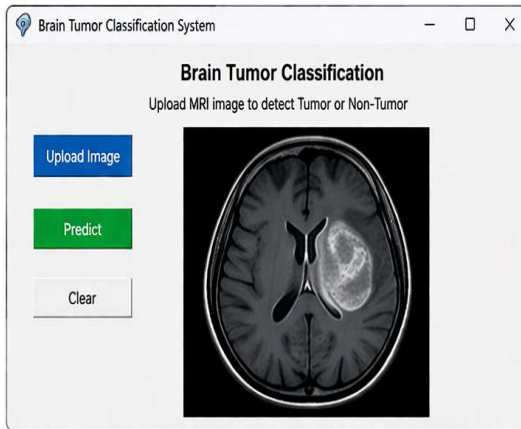 Brain Tumor Classification System
Brain Tumor Classification
Upload MRI image to detect Tumor or Non-Tumor
Upload Image
Predict
Clear